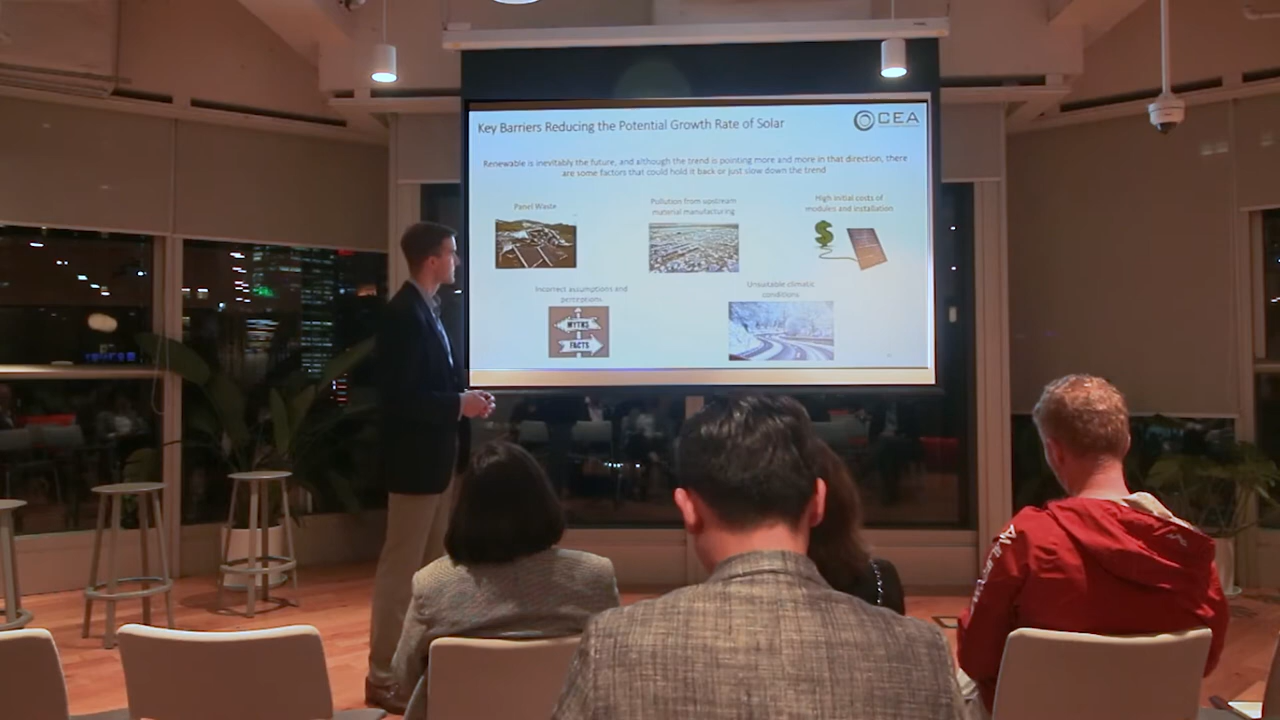 Key Barriers Reducing the Potential Growth Rate of Solar
CEA
Renewable is inevitably the future, and although the trend is pointing more and more in that direction, there
are some factors that could hold it back or just slow down the trend
Panel Waste
Pollution from upstream
material manufacturing
High initial costs of
modules and installation
Incorrect assumptions and
perceptions
MYTHS
FACTS
Unsuitable climatic
conditions